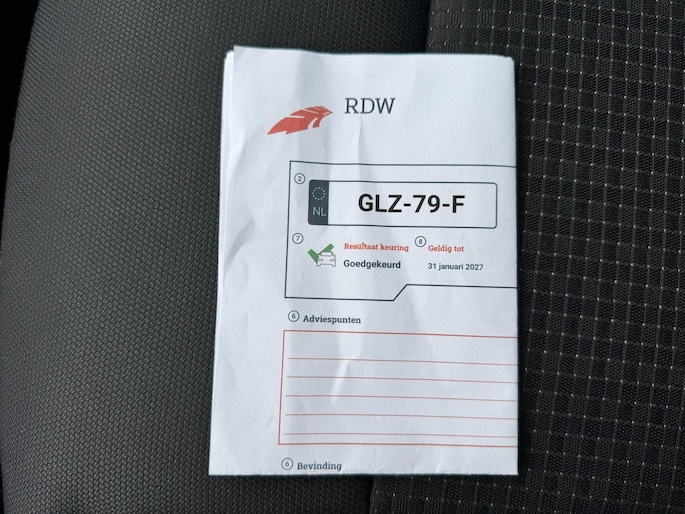 RDW
2
NL
GLZ-79-F
7
Resultaat keuring
8
Geldig tot
Goedgekeurd
31 januari 2027
6 Adviespunten
6 Bevinding